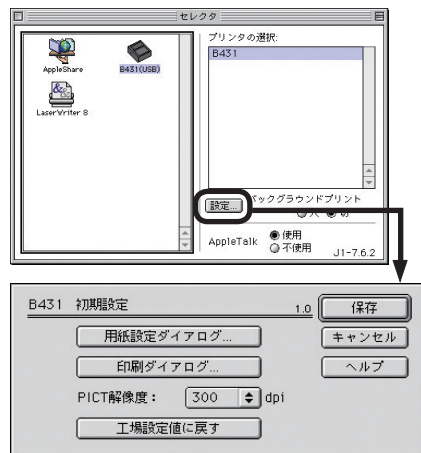 セレクタ
AppleShare
B431(USB)
LaserWriter 8
プリンタの選択:
B431
設定...
バックグラウンドプリント
AppleTalk
使用
不使用
J1-7.6.2
B431 初期設定
1.0
保存
用紙設定ダイアログ...
キャンセル
印刷ダイアログ...
ヘルプ
PICT解像度： 300 dpi
工場設定値に戻す